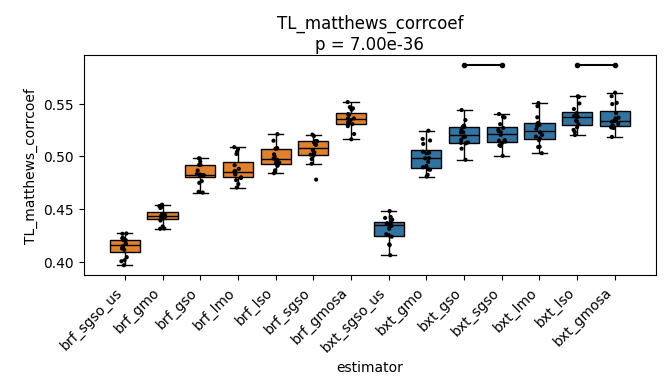 TL_matthews_corrcoef
p = 7.00e-36
TL_matthews_corrcoef
0.55
0.50
0.45
0.40
brf_sgso_us
brf_gmo
brf_gso
brf_lmo
brf_lso
brf_sgso
brf_gmosa
bxt_sgso_us
bxt_gmo
bxt_gso
bxt_sgso
bxt_lmo
bxt_lso
bxt_gmosa
estimator